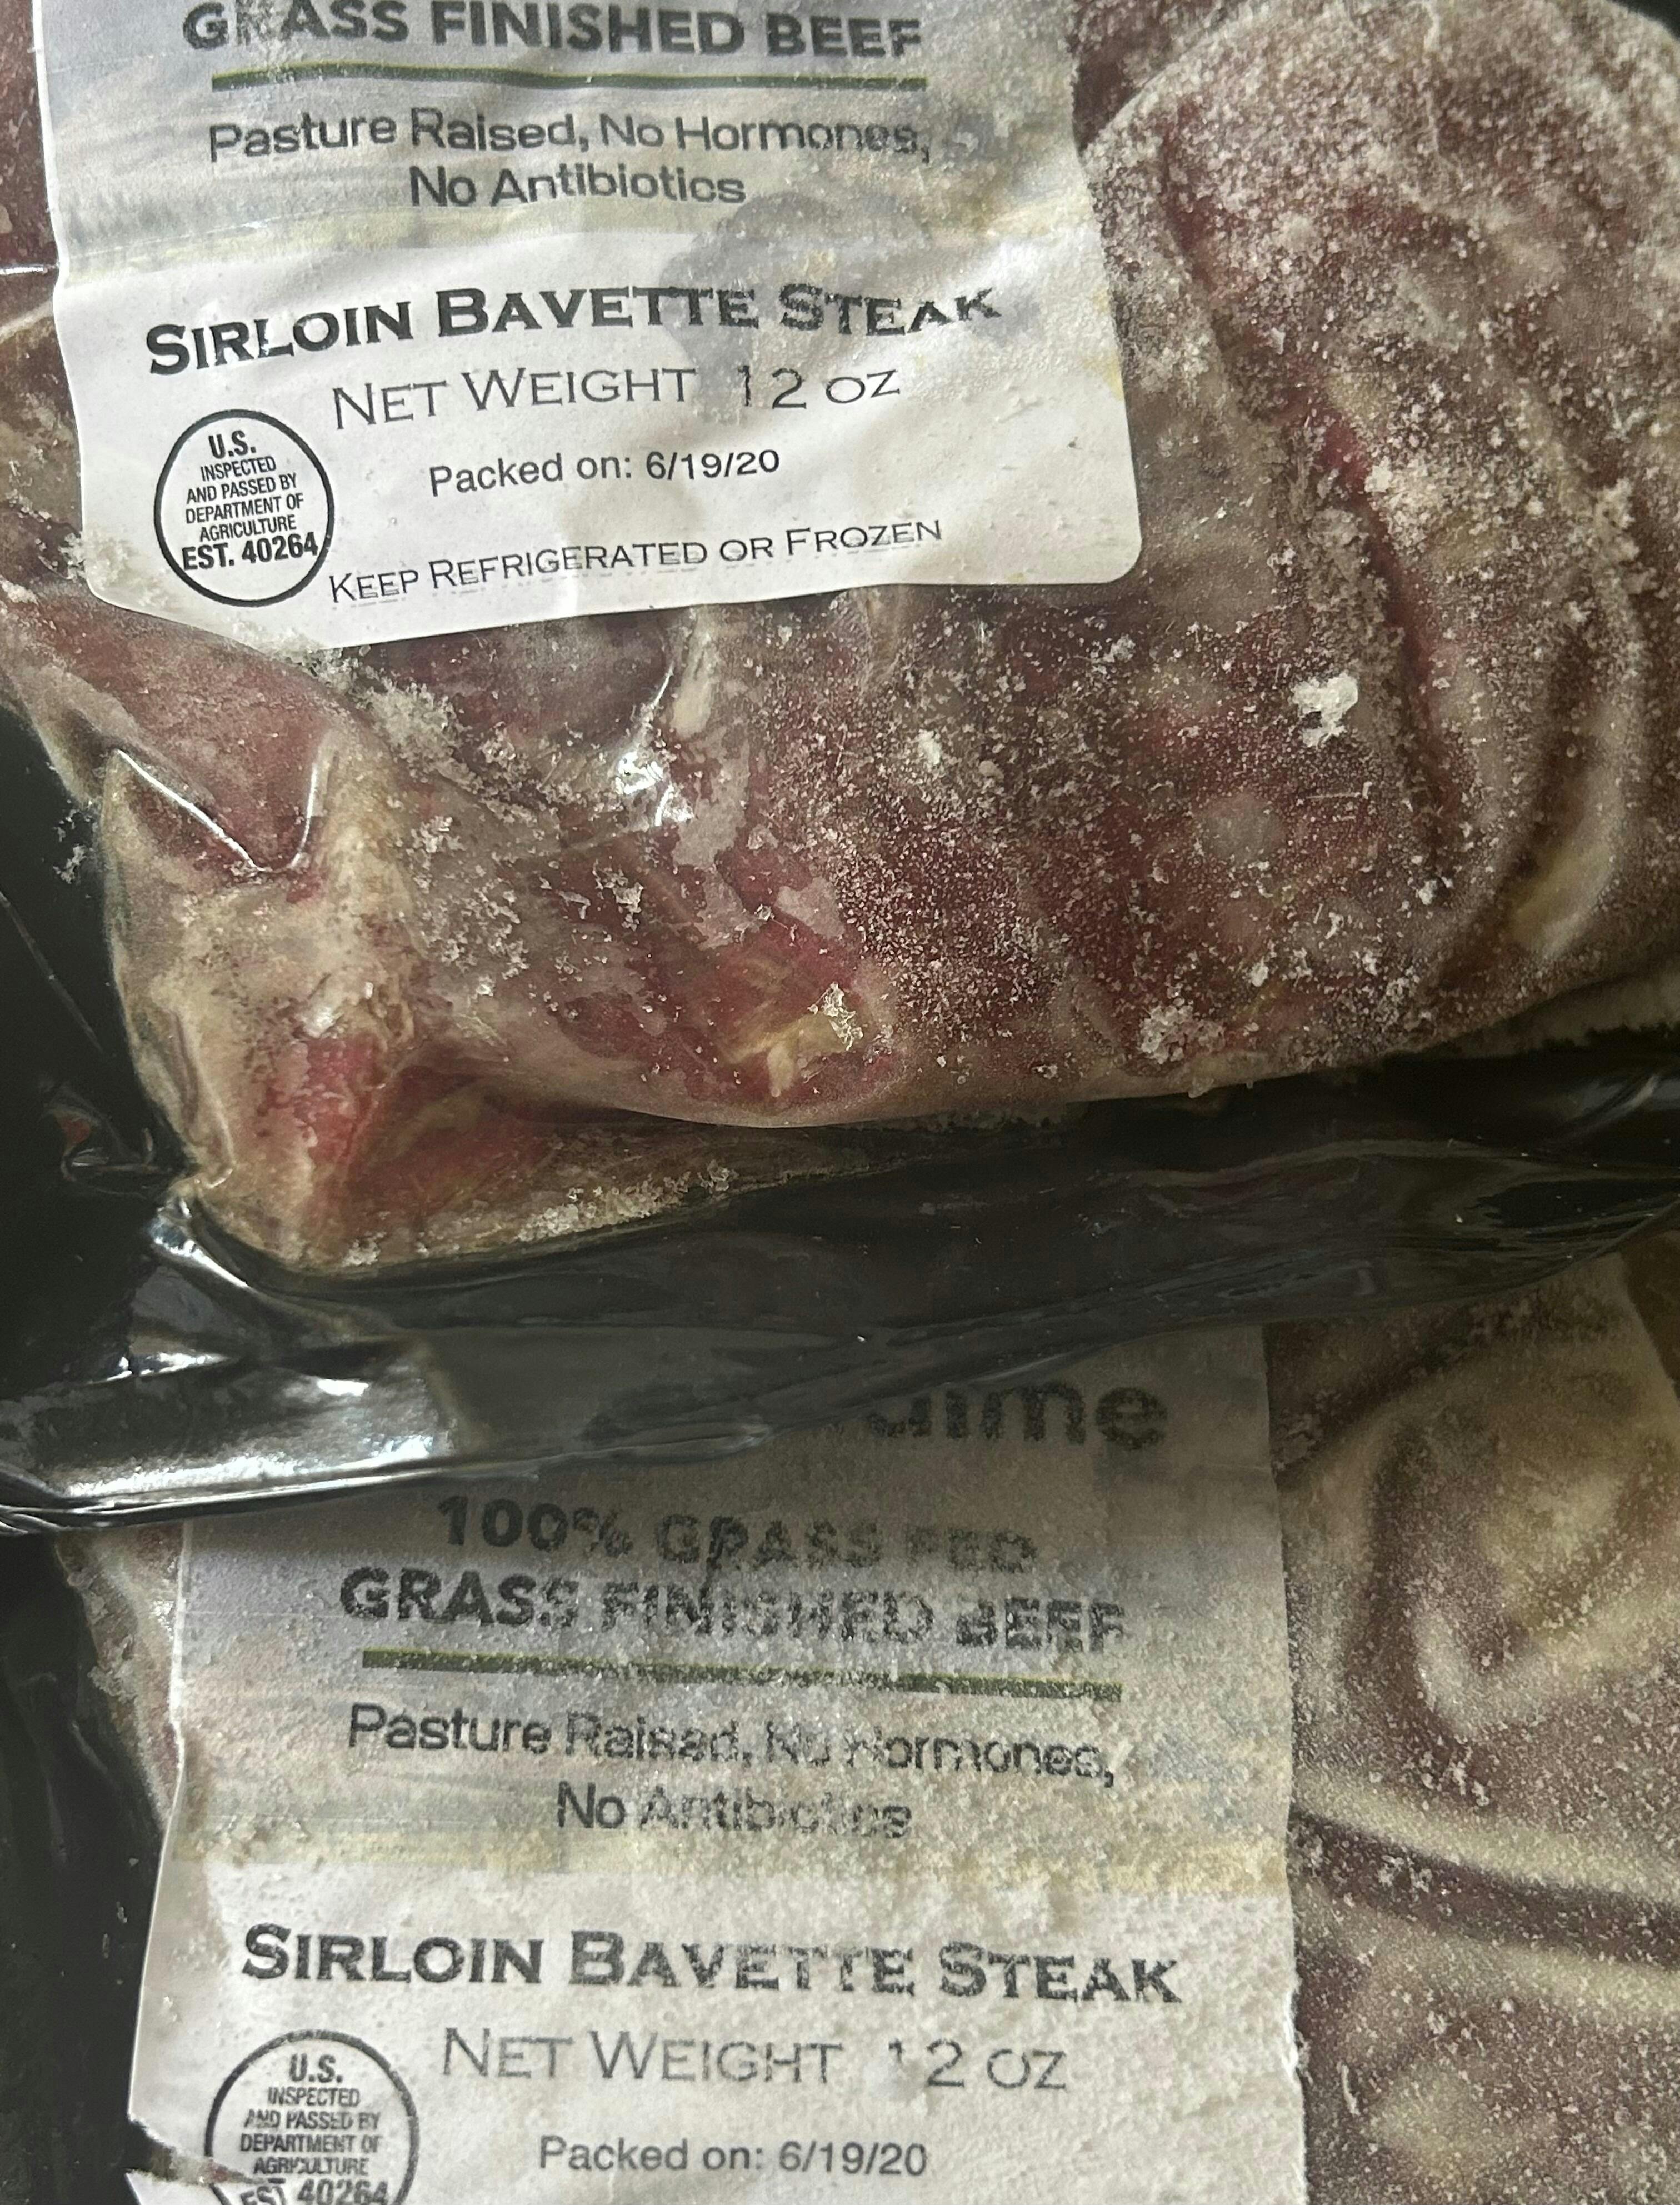 GRASS FINISHED BEEF
Pasture Raised, No Hormones,
No Antibiotics
SIRLOIN BAVETTE STEAK
NET WEIGHT 12 OZ
Packed on: 6/19/20
U.S.
INSPECTED
AND PASSED BY
DEPARTMENT OF
AGRICULTURE
EST. 40264
KEEP REFRIGERATED OR FROZEN
100% GRASS FED
GRASS FINISHED BEEF
Pasture Raised, No Hormones,
No Antibiotics
SIRLOIN BAVETTE STEAK
NET WEIGHT 12 OZ
Packed on: 6/19/20
U.S.
INSPECTED
AND PASSED BY
DEPARTMENT OF
AGRICULTURE
EST 40264